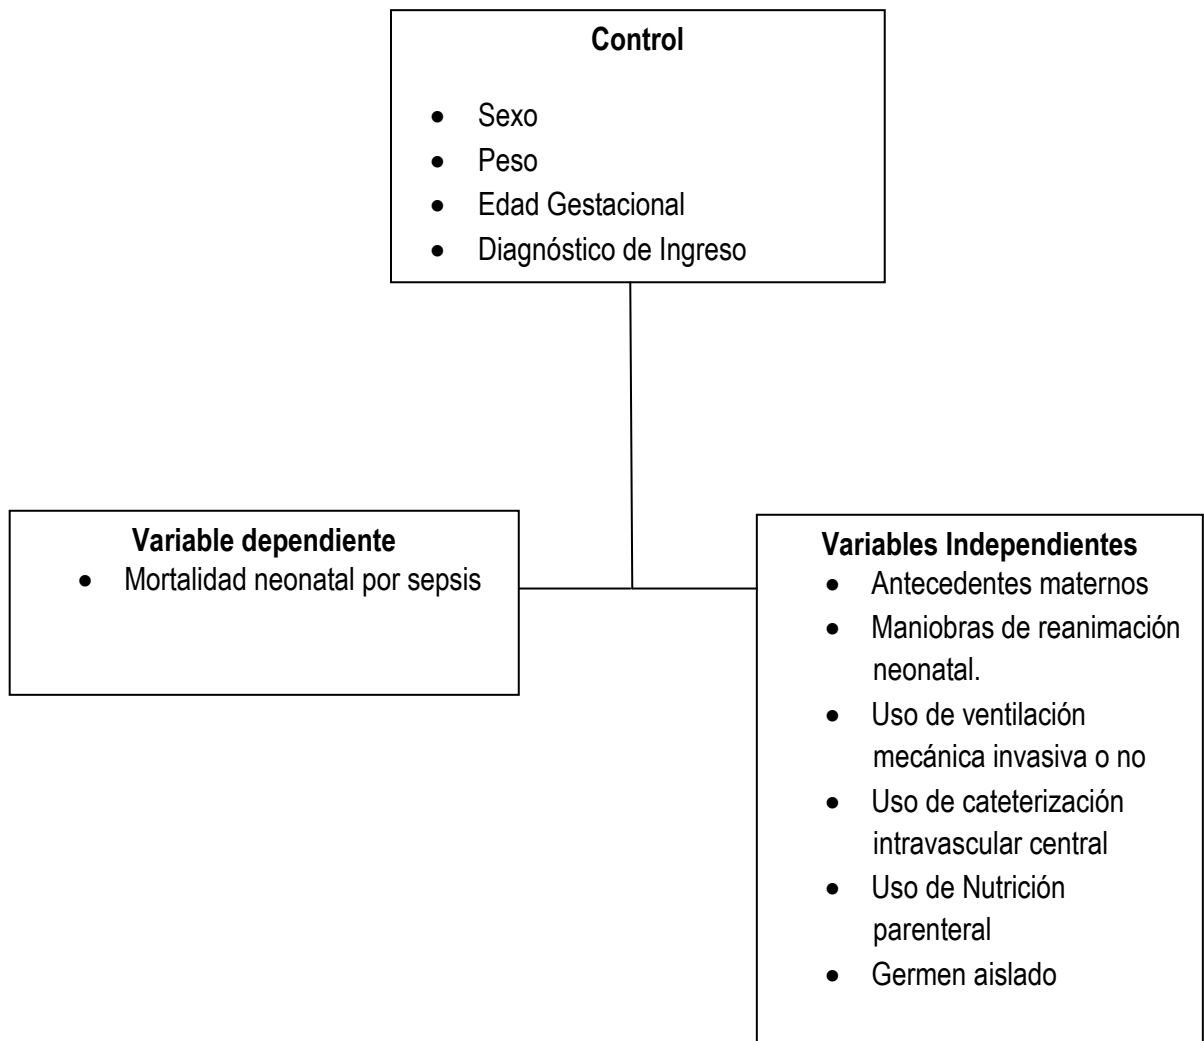 Control
• Sexo
• Peso
• Edad Gestacional
• Diagnóstico de Ingreso
Variable dependiente
• Mortalidad neonatal por sepsis
Variables Independientes
• Antecedentes maternos
• Maniobras de reanimación
neonatal.
• Uso de ventilación
mecánica invasiva o no
• Uso de cateterización
intravascular central
• Uso de Nutrición
parenteral
• Germen aislado